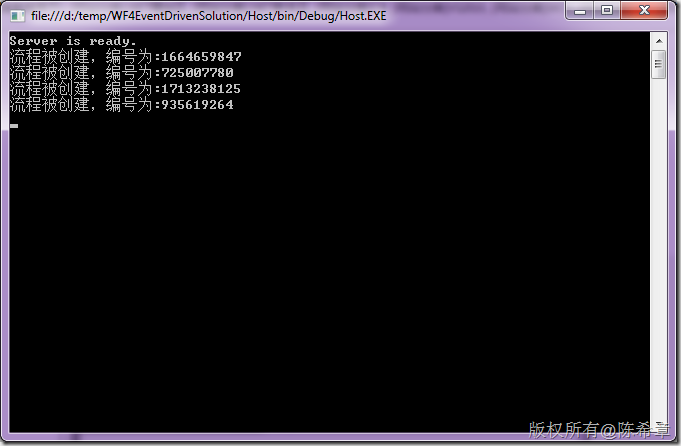 file:///d:/temp/WF4EventDrivenSolution/Host/bin/Debug/Host.EXE
Server is ready.
流程被创建，编号为:1664659847
流程被创建，编号为:725007780
流程被创建，编号为:1713238125
流程被创建，编号为:935619264
版权所有@陈希章